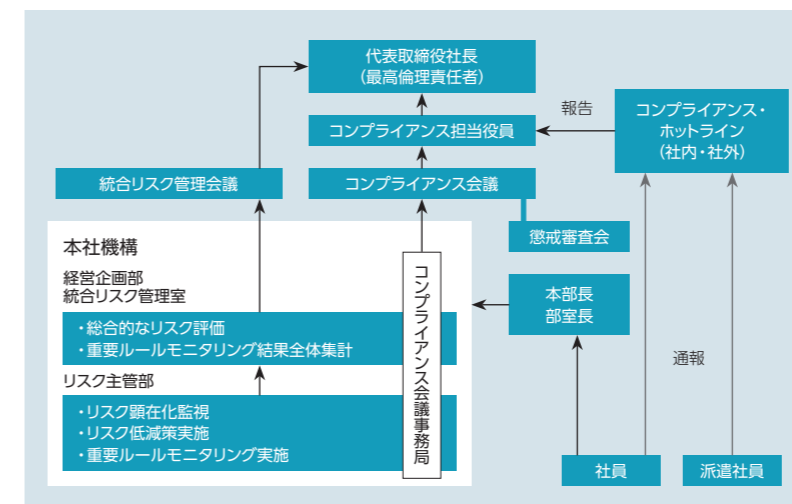 代表取締役社長
（最高倫理責任者）
報告
コンプライアンス・
ホットライン
（社内・社外）
コンプライアンス担当役員
統合リスク管理会議
コンプライアンス会議
懲戒審査会
本社機構
経営企画部
統合リスク管理室
・総合的なリスク評価
・重要ルールモニタリング結果全体集計
リスク主管部
・リスク顕在化監視
・リスク低減策実施
・重要ルールモニタリング実施
コンプライアンス会議事務局
本部長
部室長
通報
社員
派遣社員